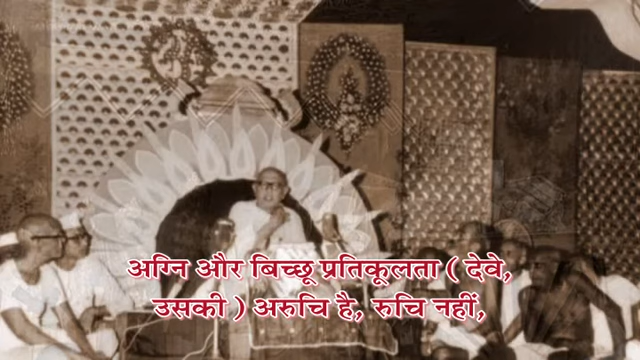 अग्नि और बिच्छू प्रतिकूलता ( देवे,
उसकी ) अरुचि है, रुचि नहीं,